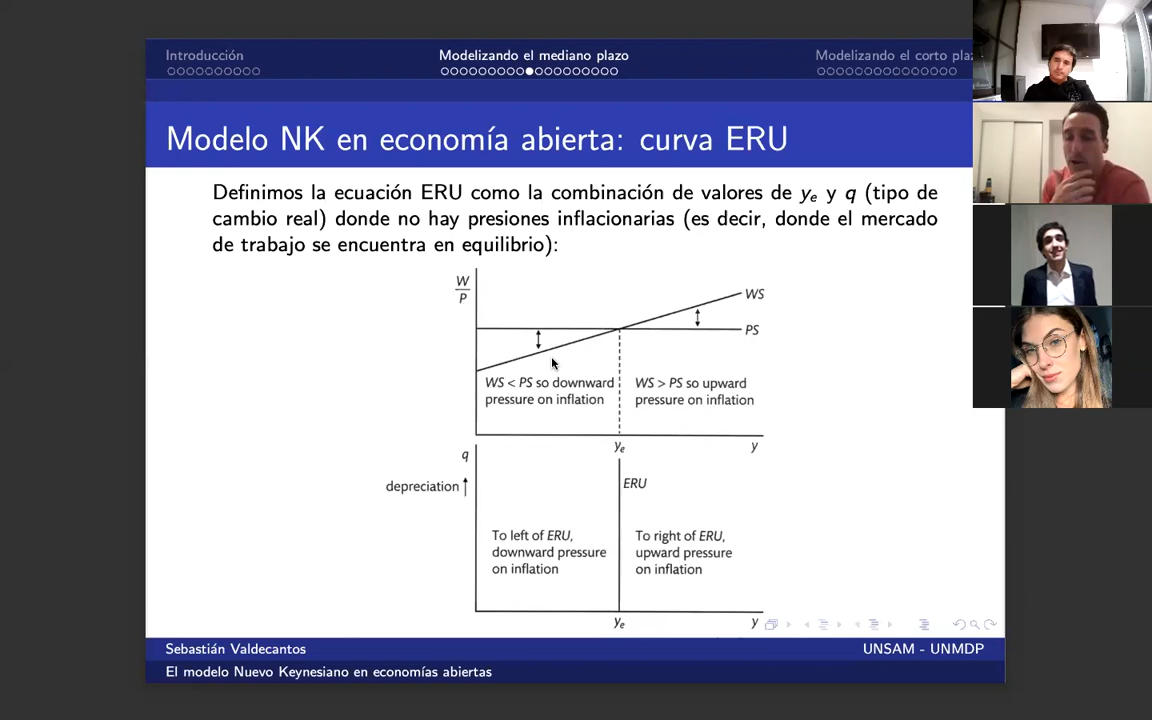 Introducción
Modelizando el mediano plazo
Modelizando el corto plaz
Modelo NK en economía abierta: curva ERU
Definimos la ecuación ERU como la combinación de valores de ye y q (tipo de
cambio real) donde no hay presiones inflacionarias (es decir, donde el mercado
de trabajo se encuentra en equilibrio):
W
P
WS
PS
WS < PS so downward
pressure on inflation
WS > PS so upward
pressure on inflation
ye
y
q
depreciation
ERU
To left of ERU,
downward pressure
on inflation
To right of ERU,
upward pressure
on inflation
ye
y
Sebastián Valdecantos
UNSAM - UNMDP
El modelo Nuevo Keynesiano en economías abiertas